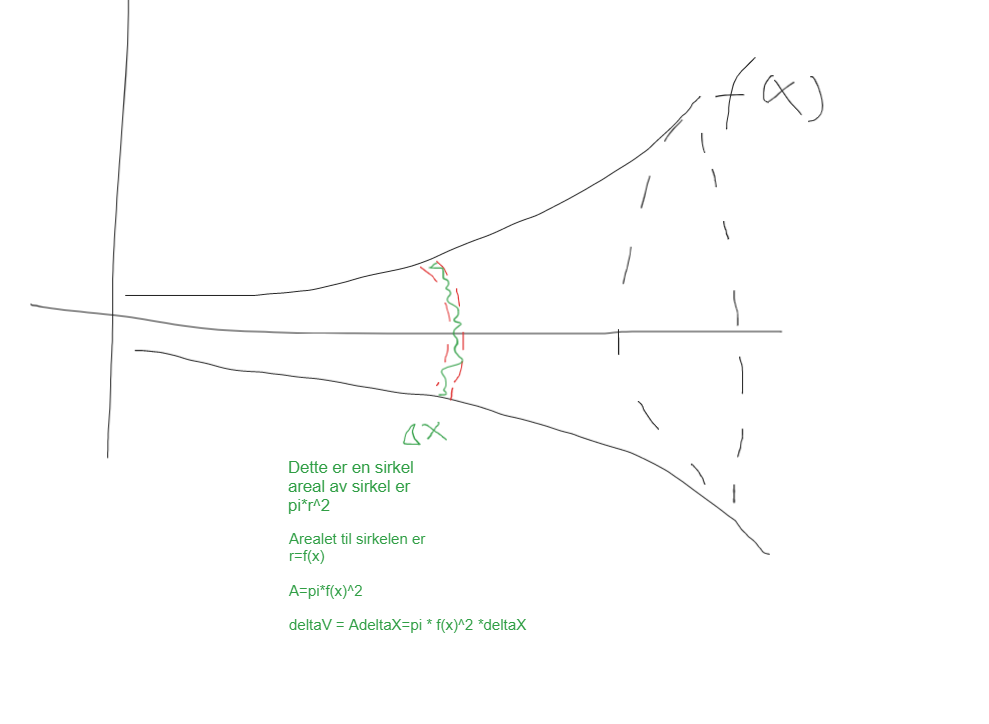 f(x)
Δx
Dette er en sirkel
areal av sirkel er
pi*r^2
Arealet til sirkelen er
r=f(x)
A=pi*f(x)^2
deltaV = AdeltaX=pi * f(x)^2 *deltaX